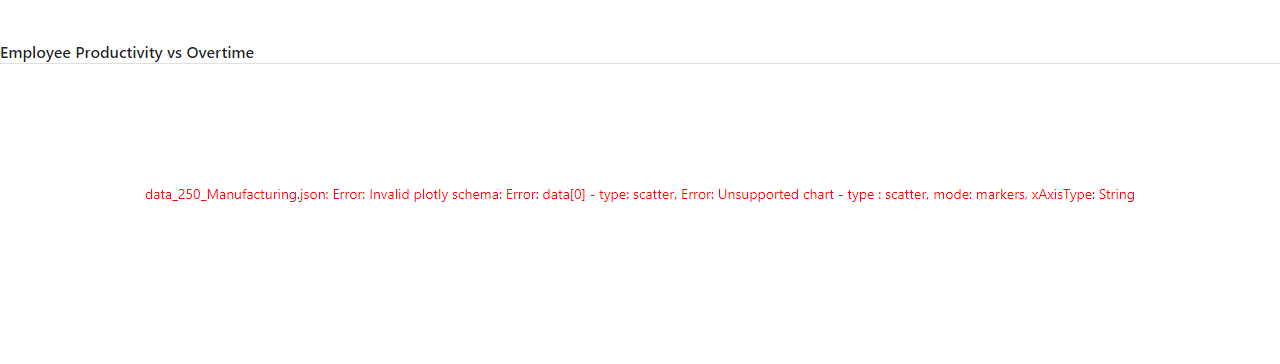 Employee Productivity vs Overtime
data_250_Manufacturing.json: Error: Invalid plotly schema: Error: data[0] - type: scatter, Error: Unsupported chart - type : scatter, mode: markers, xAxisType: String